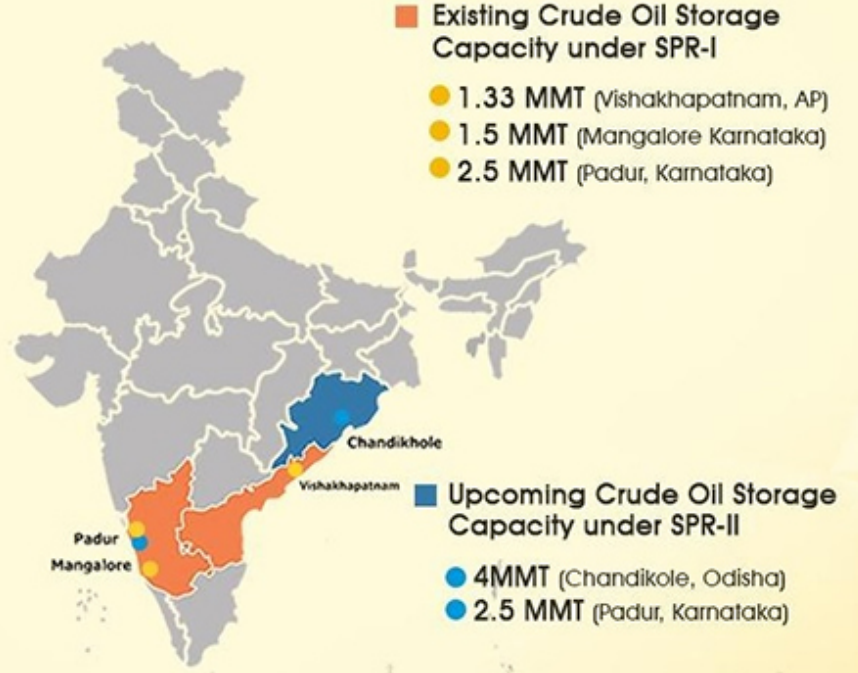 Existing Crude Oil Storage
Capacity under SPR-I
1.33 MMT (Vishakhapatnam, AP)
1.5 MMT (Mangalore Karnataka)
2.5 MMT (Padur, Karnataka)
Chandikhole
Vishakhapatnam
Padur
Mangalore
Upcoming Crude Oil Storage
Capacity under SPR-II
4MMT (Chandikole, Odisha)
2.5 MMT (Padur, Karnataka)